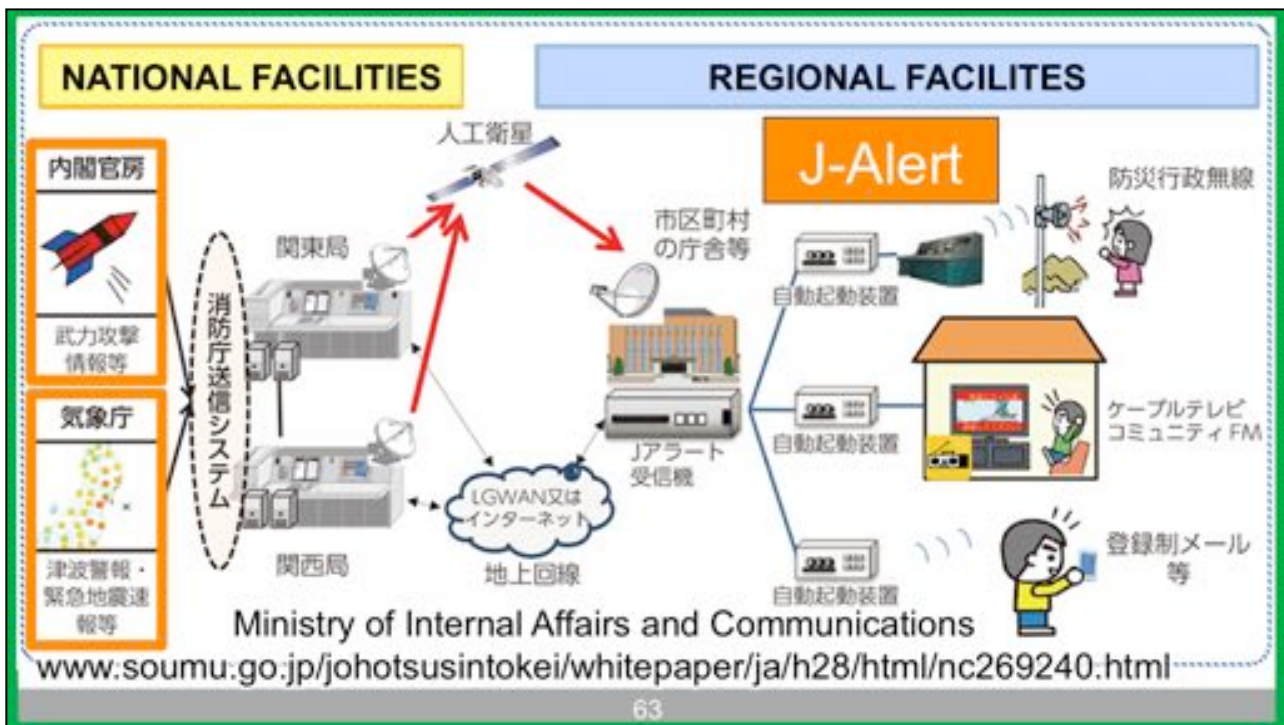 NATIONAL FACILITIES
REGIONAL FACILITES
人工衛星
J-Alert
内閣官房
武力攻撃
情報等
気象庁
津波警報・
緊急地震速
報等
消防庁送信システム
関東局
関西局
市区町村
の庁舎等
Jアラート
受信機
LGWAN又は
インターネット
地上回線
自動起動装置
防災行政無線
自動起動装置
ケーブルテレビ
コミュニティFM
自動起動装置
登録制メール
等
Ministry of Internal Affairs and Communications
www.soumu.go.jp/johotsusintokei/whitepaper/ja/h28/html/nc269240.html
63